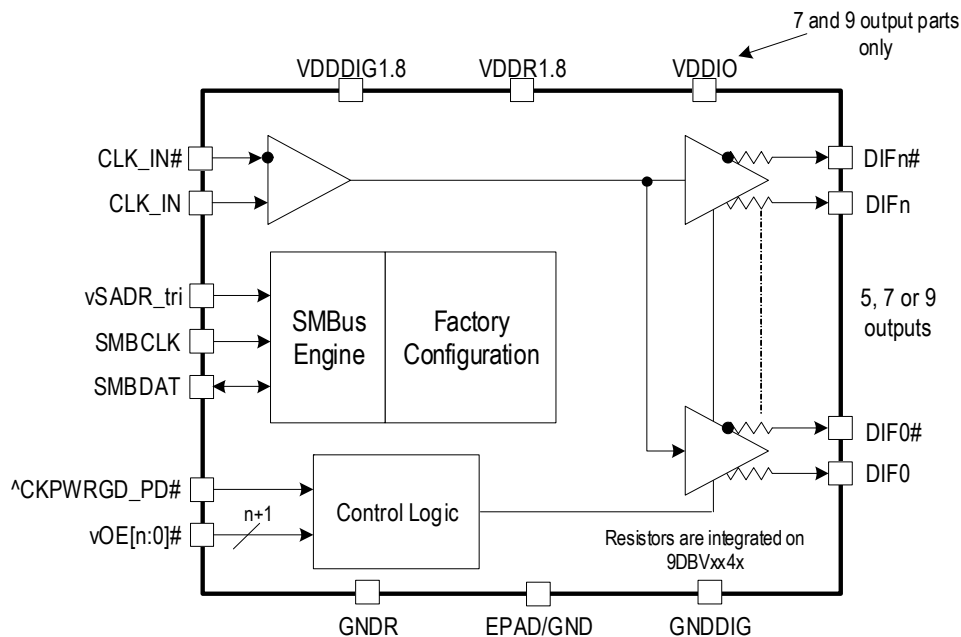 7 and 9 output parts
only
VDDDIG1.8
VDDR1.8
VDDIO
CLK_IN#
CLK_IN
DIFn#
DIFn
vSADR_tri
SMBCLK
SMBDAT
SMBus
Engine
Factory
Configuration
5, 7 or 9
outputs
DIF0#
DIF0
^CKPWRGD_PD#
vOE[n:0]#
n+1
Control Logic
Resistors are integrated on
9DBVxx4x
GNDR
EPAD/GND
GNDDIG